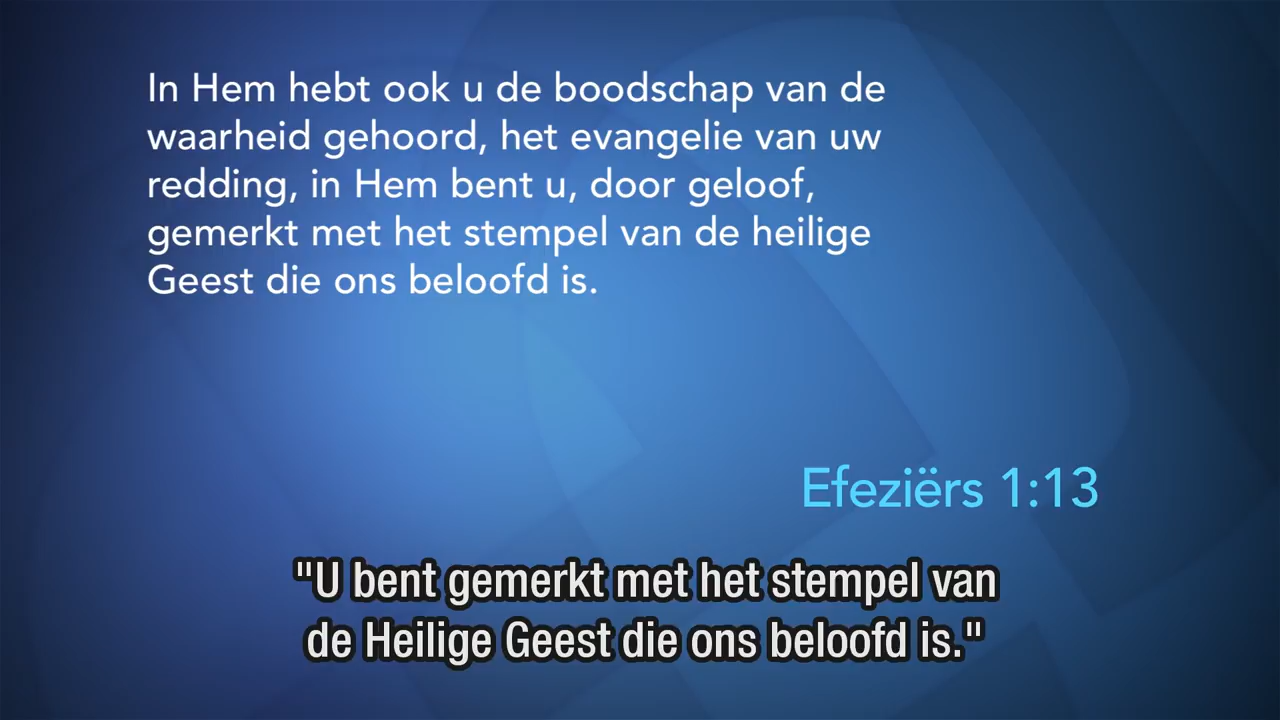 In Hem hebt ook u de boodschap van de
waarheid gehoord, het evangelie van uw
redding, in Hem bent u, door geloof,
gemerkt met het stempel van de heilige
Geest die ons beloofd is.
Efeziërs 1:13
"U bent gemerkt met het stempel van
de Heilige Geest die ons beloofd is."